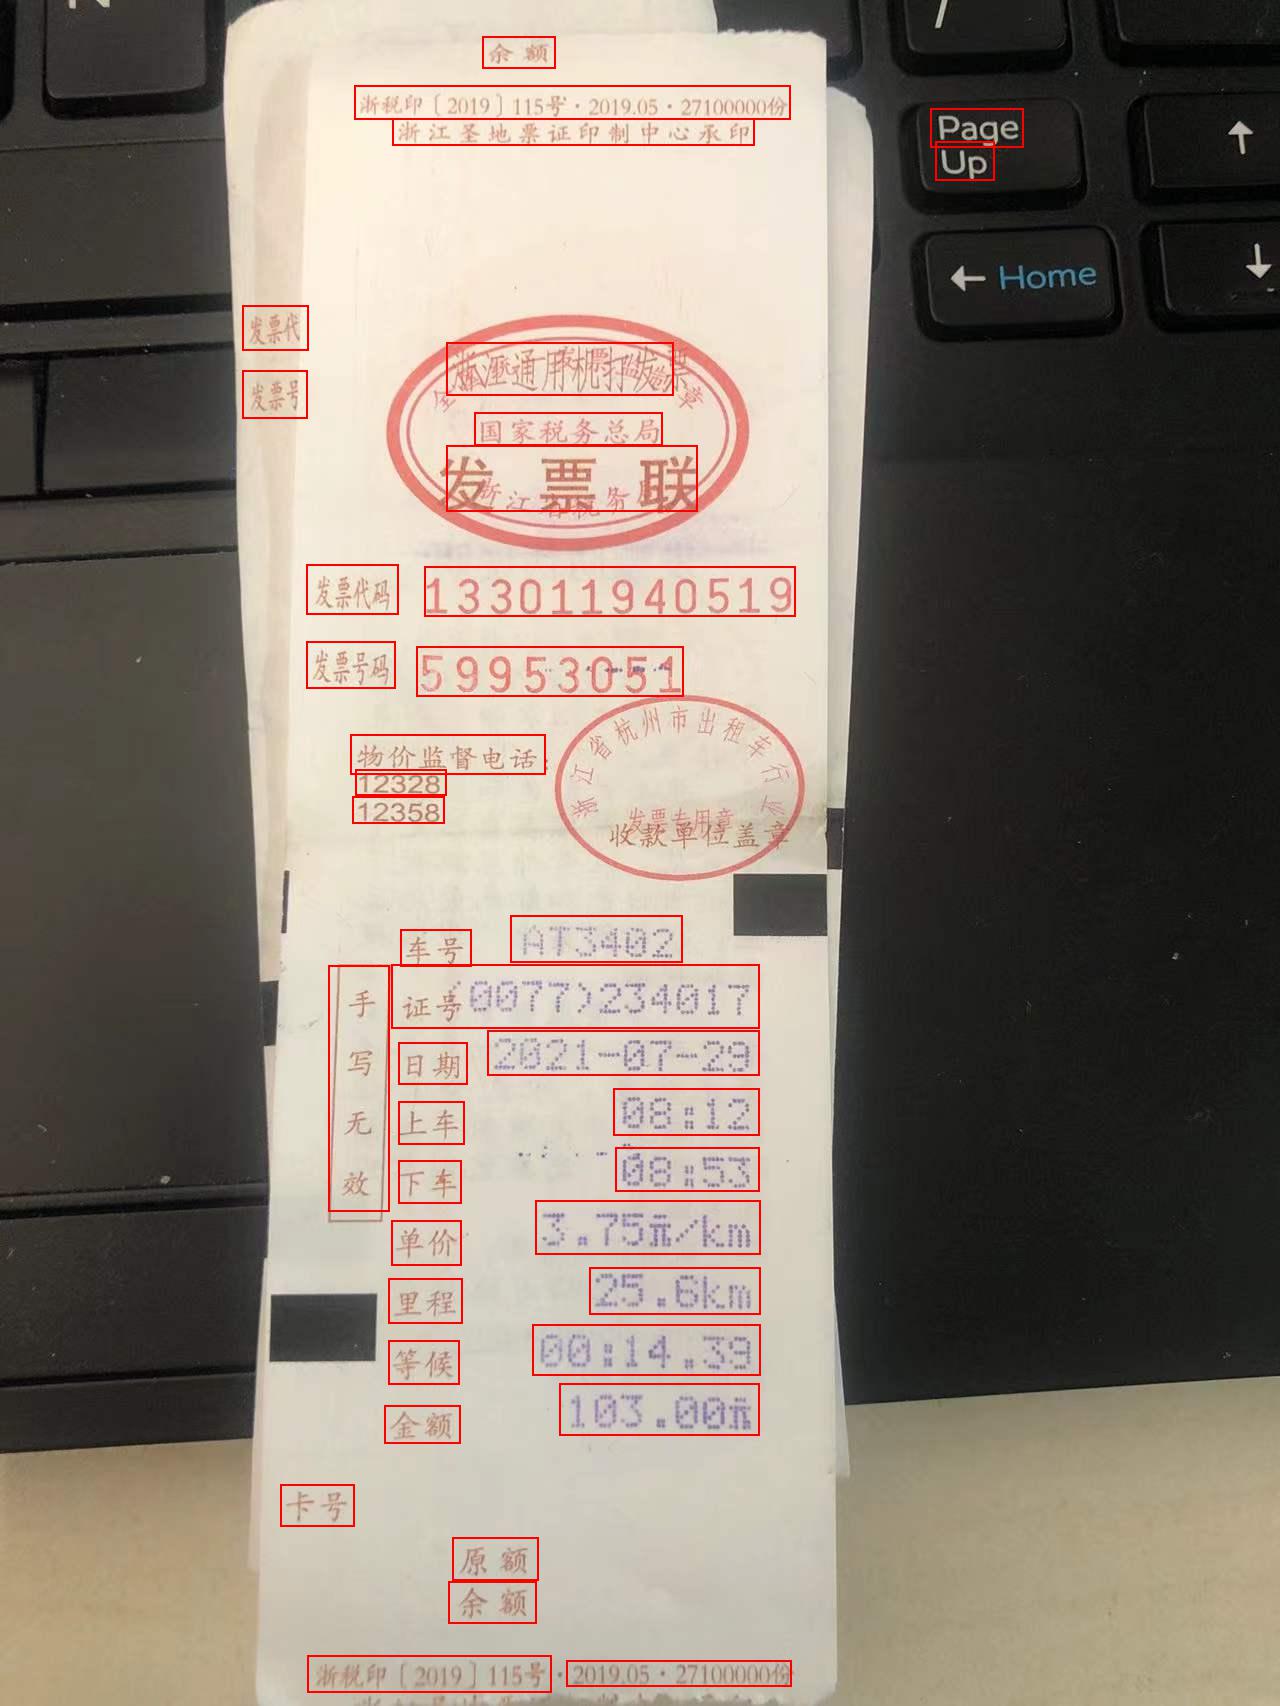 余额
浙税印〔2019〕115号·2019.05·27100000份
浙江圣地票证印制中心承印
Page
Up
Home
发票代
发票号
浙江通用机打发票
国家税务总局
发票联
浙江省税务局
发票代码 133011940519
发票号码 59953051
物价监督电话:
12328
12358
浙江省杭州市出租车行
发票专用章
收款单位盖章
手写无效
车号 AT3402
证号 (0077)234017
日期 2021-07-29
上车 08:12
下车 08:53
单价 3.75元/km
里程 25.6km
等候 00:14.39
金额 103.00元
卡号
原额
余额
浙税印〔2019〕115号·2019.05·27100000份